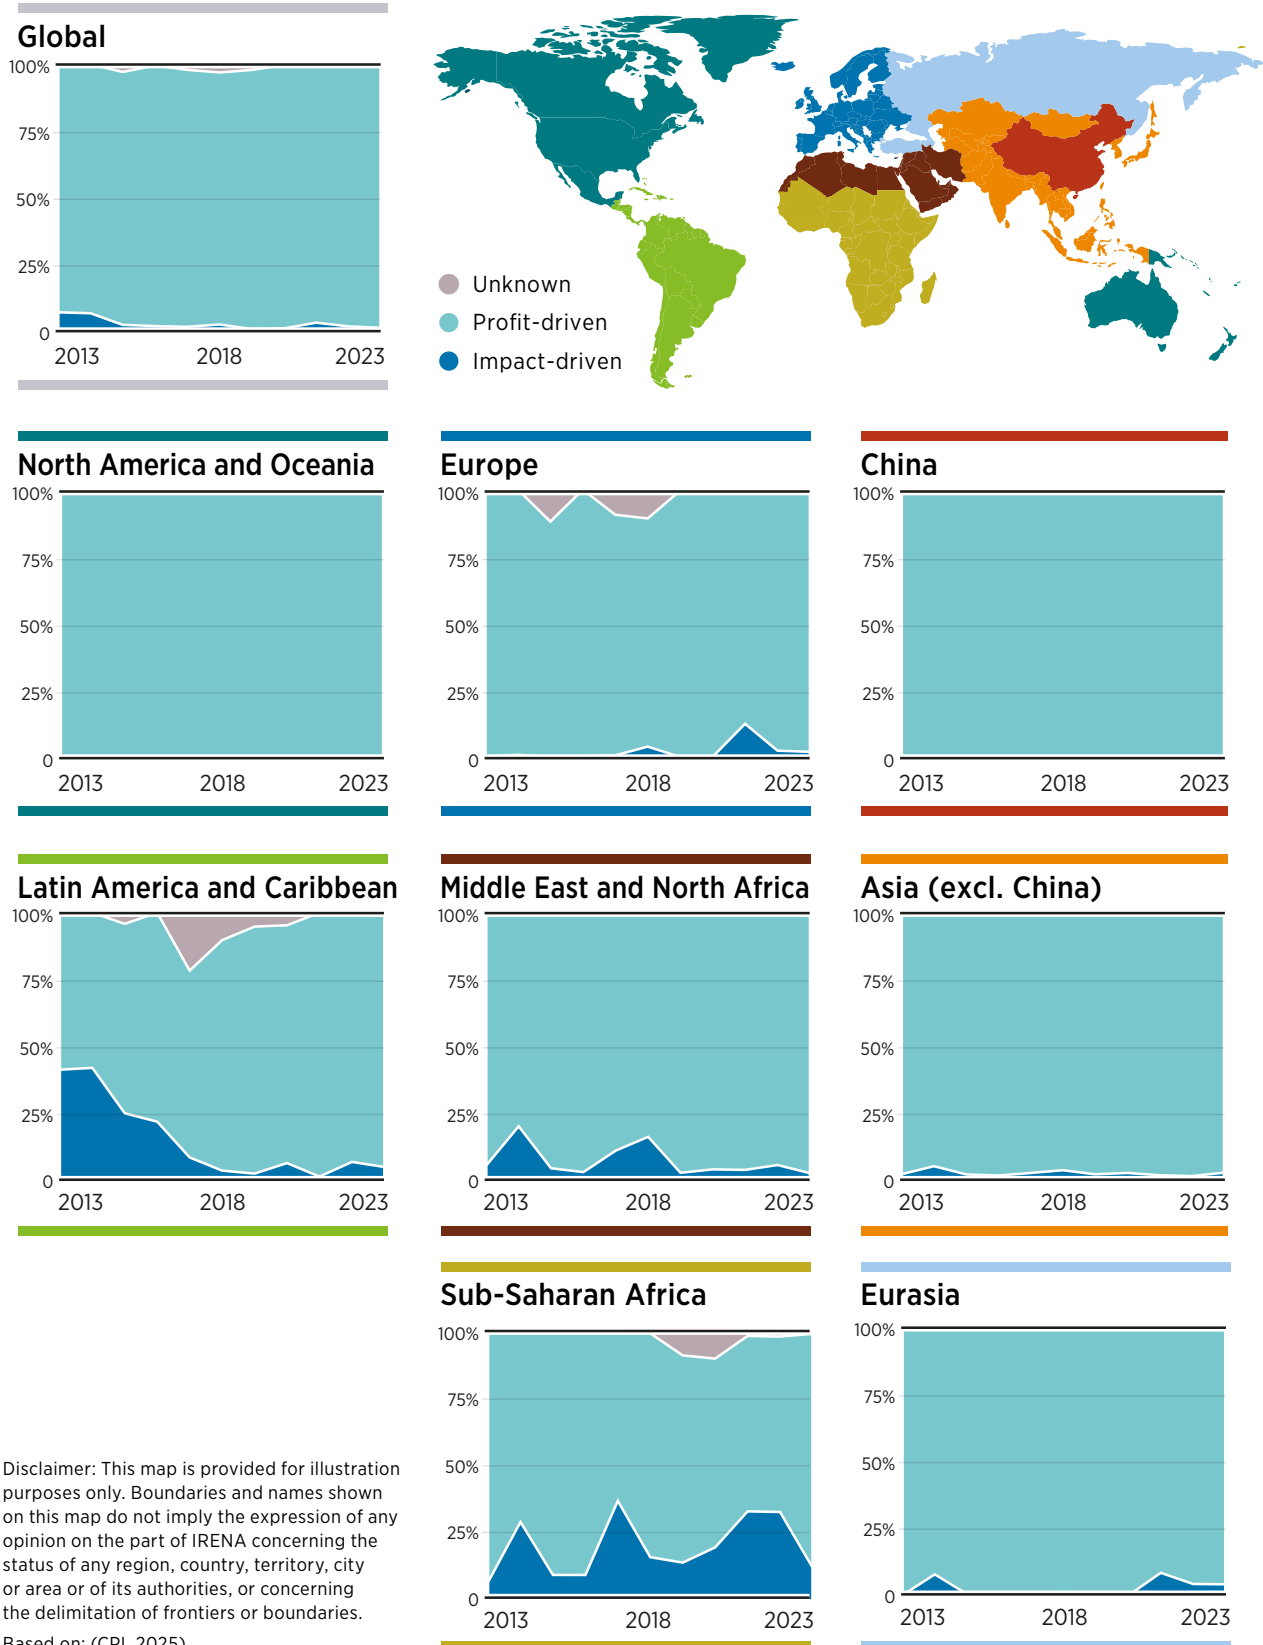 Global
100%
75%
50%
25%
0
2013 2018 2023
Unknown
Profit-driven
Impact-driven
North America and Oceania
100%
75%
50%
25%
0
2013 2018 2023
Europe
100%
75%
50%
25%
0
2013 2018 2023
China
100%
75%
50%
25%
0
2013 2018 2023
Latin America and Caribbean
100%
75%
50%
25%
0
2013 2018 2023
Middle East and North Africa
100%
75%
50%
25%
0
2013 2018 2023
Asia (excl. China)
100%
75%
50%
25%
0
2013 2018 2023
Sub-Saharan Africa
100%
75%
50%
25%
0
2013 2018 2023
Eurasia
100%
75%
50%
25%
0
2013 2018 2023
Disclaimer: This map is provided for illustration
purposes only. Boundaries and names shown
on this map do not imply the expression of any
opinion on the part of IRENA concerning the
status of any region, country, territory, city
or area or of its authorities, or concerning
the delimitation of frontiers or boundaries.
Based on: (CPI, 2025)